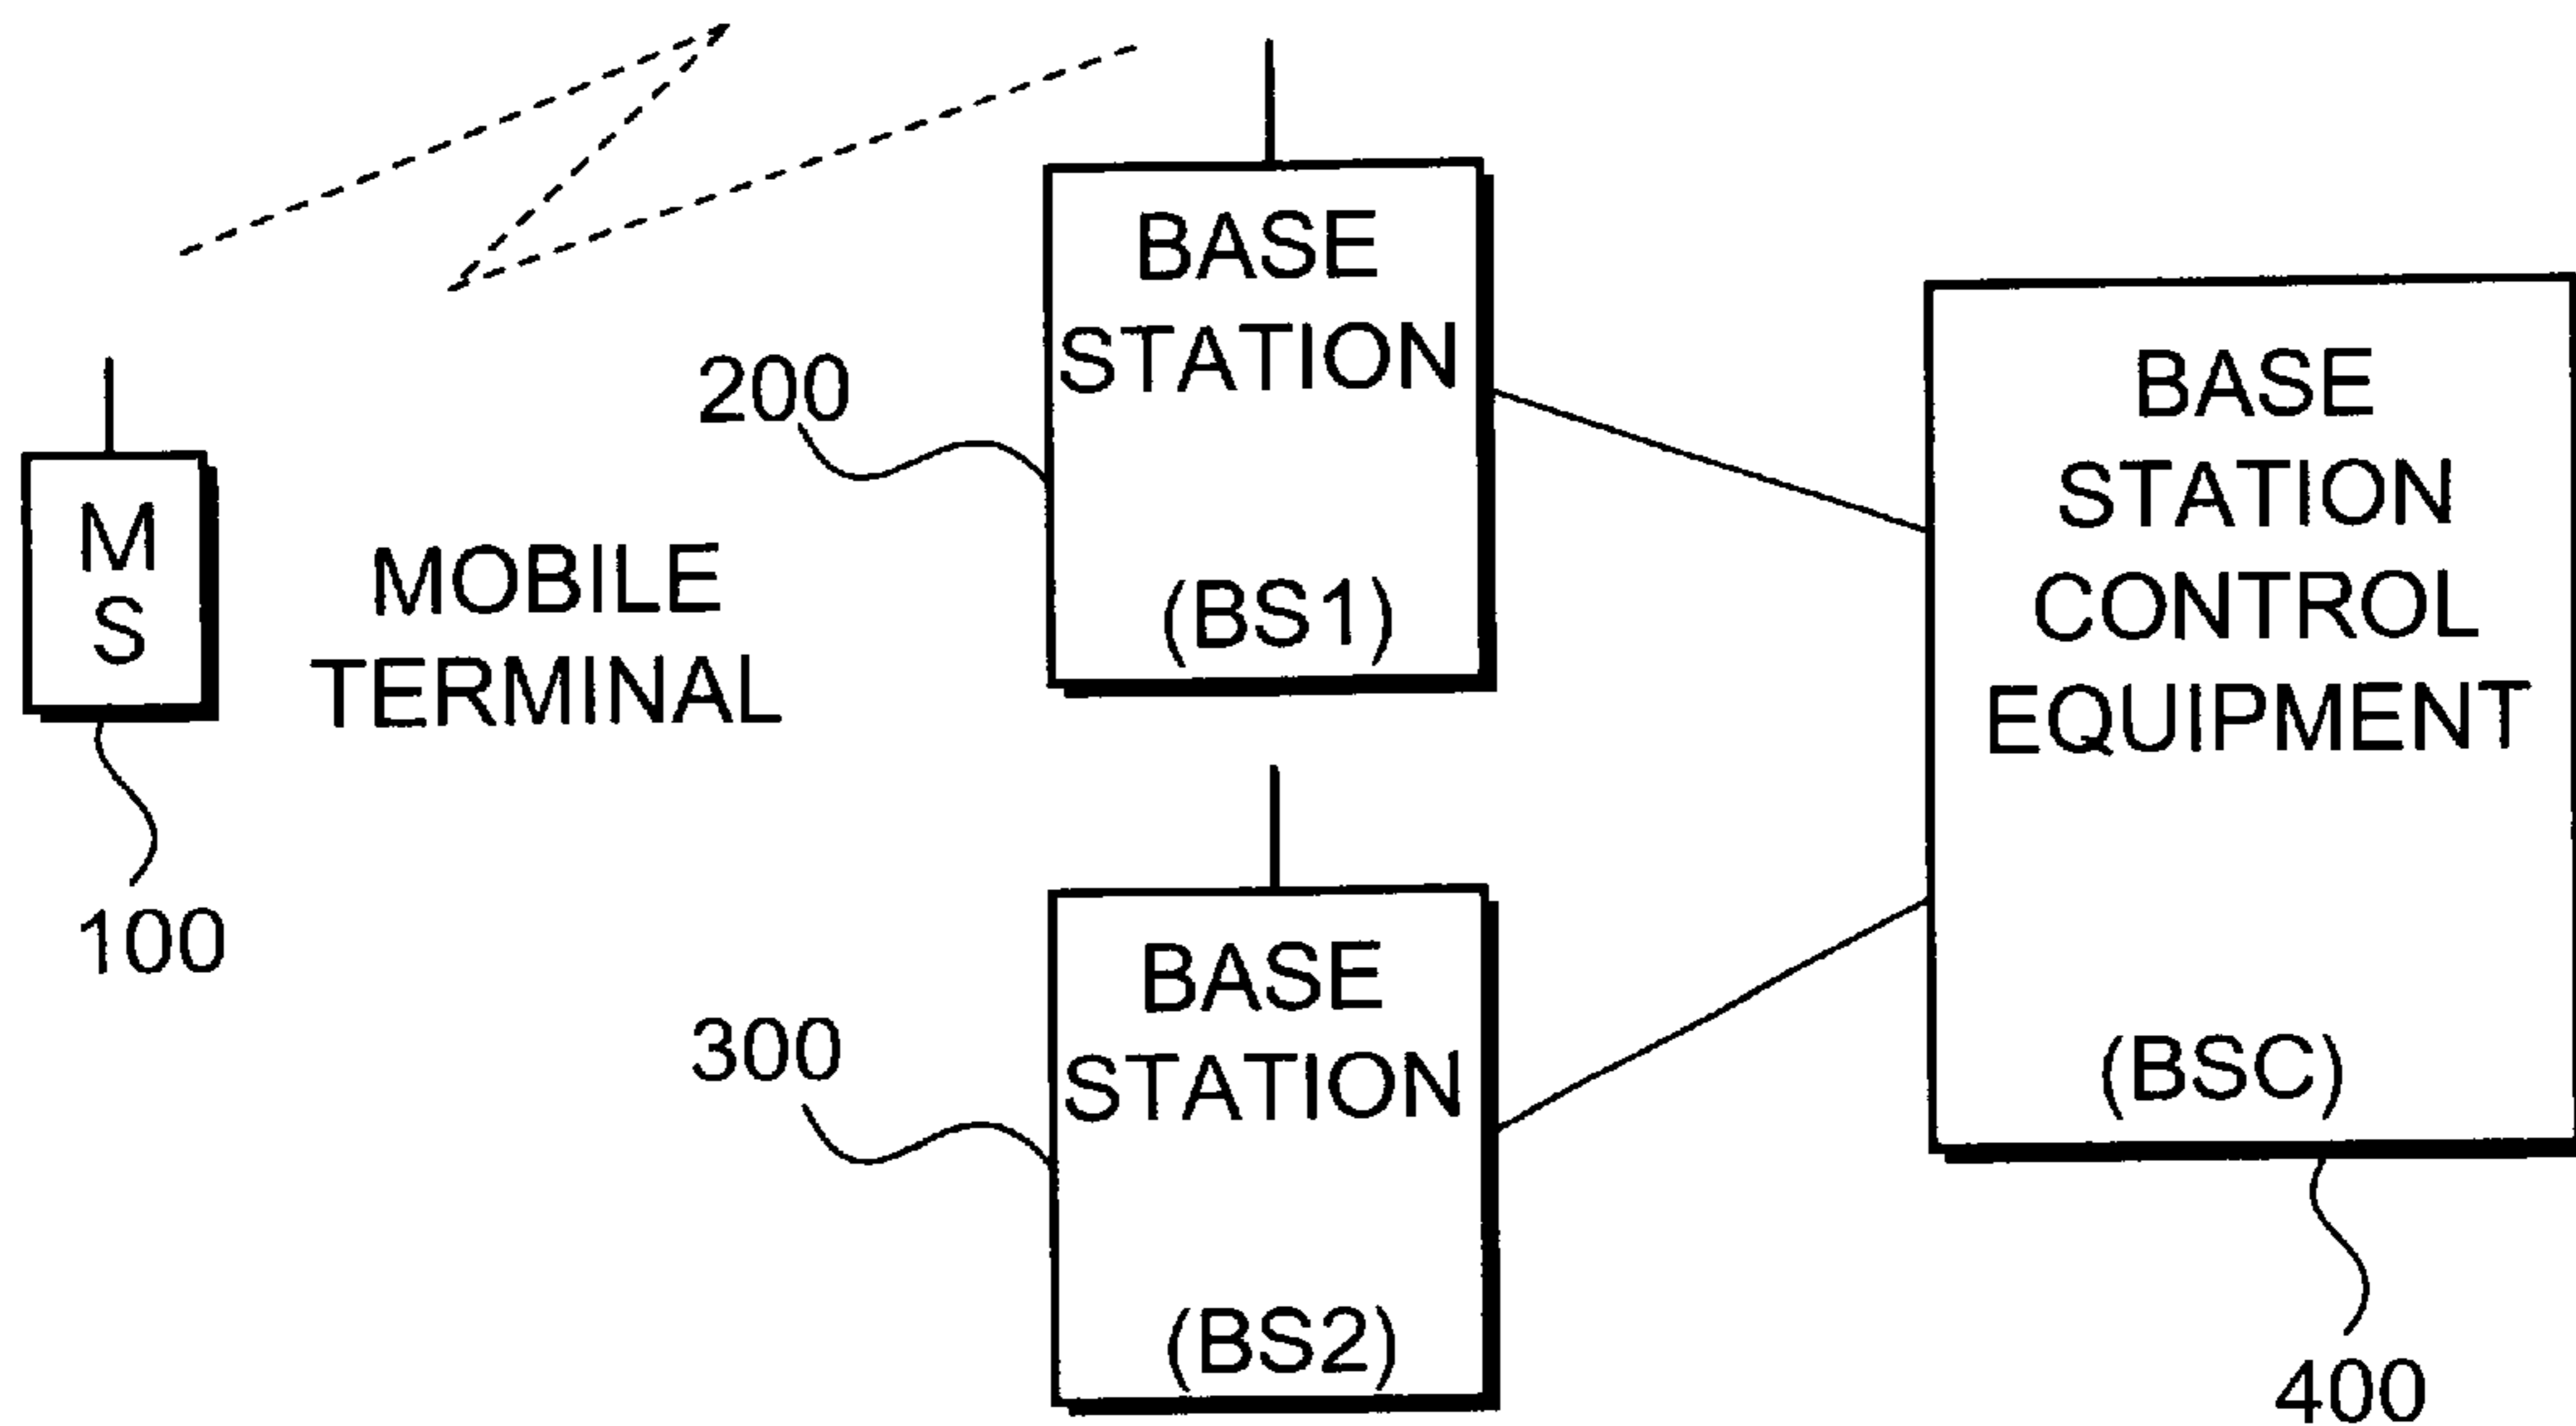 M
S
MOBILE
TERMINAL
100
200
BASE
STATION
(BS1)
300
BASE
STATION
(BS2)
BASE
STATION
CONTROL
EQUIPMENT
(BSC)
400